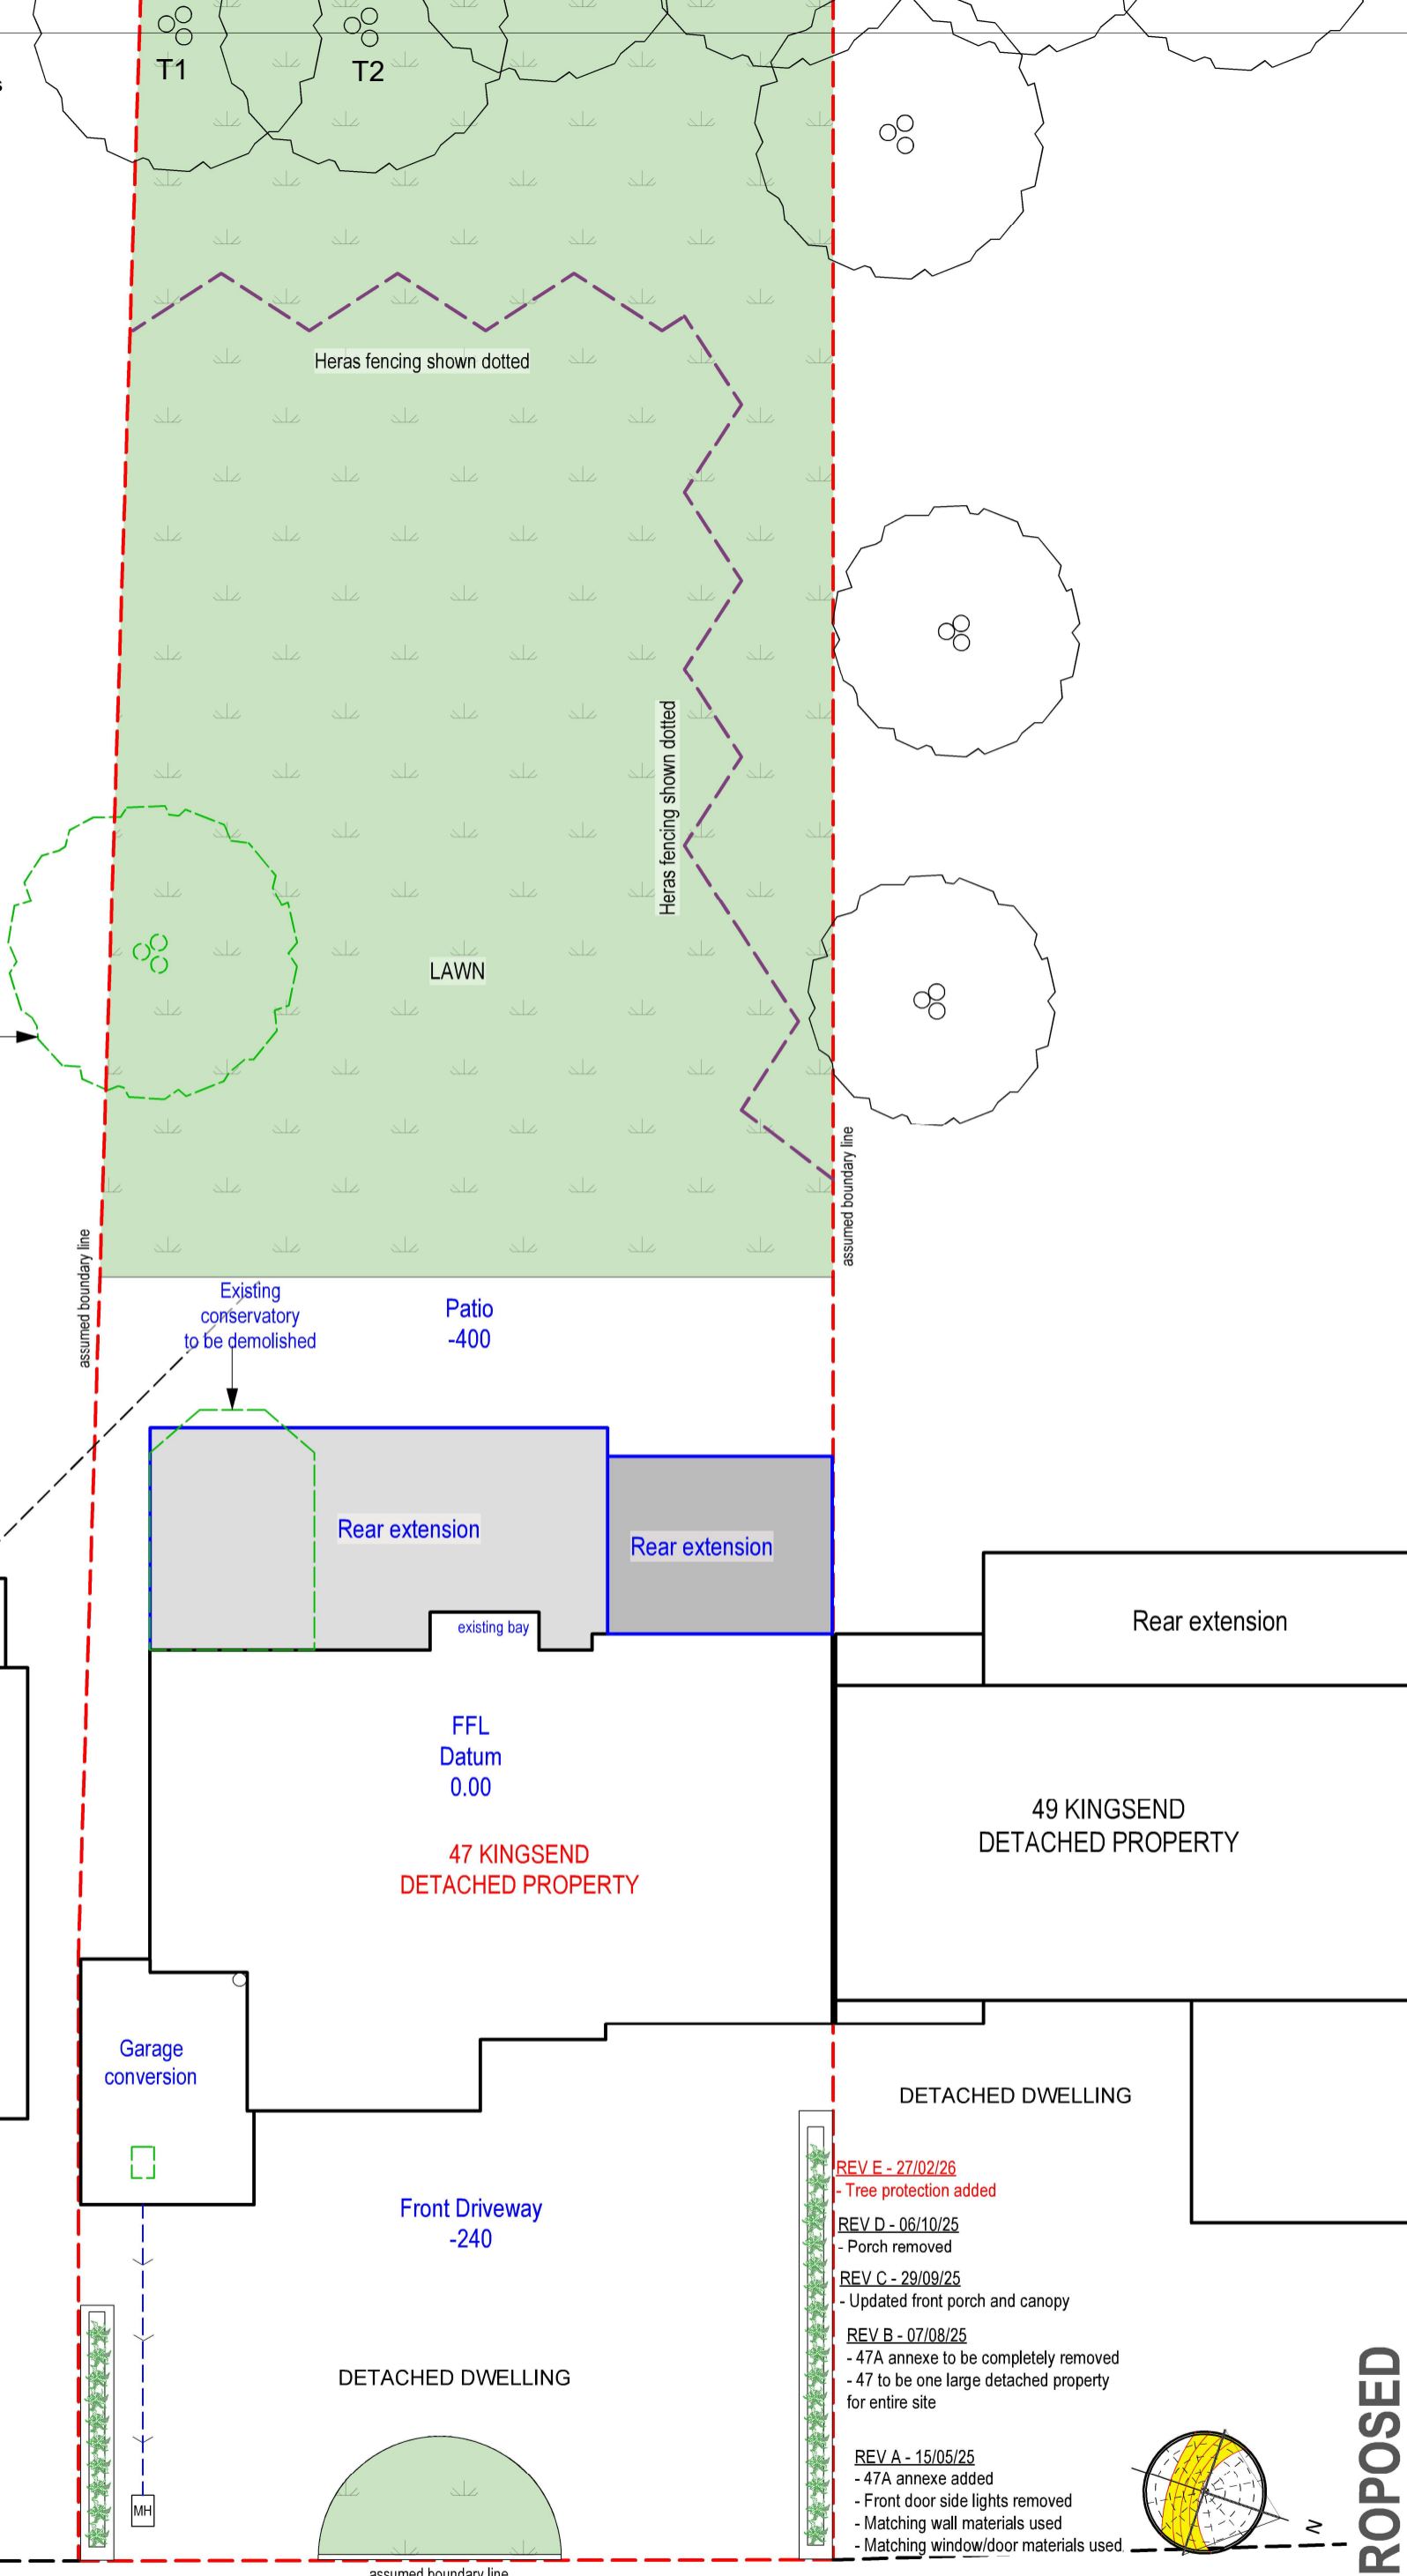 T1
T2
Heras fencing shown dotted
Heras fencing shown dotted
LAWN
assumed boundary line
assumed boundary line
Existing
conservatory
to be demolished
Patio
-400
Rear extension
Rear extension
existing bay
Rear extension
FFL
Datum
0.00
47 KINGSEND
DETACHED PROPERTY
49 KINGSEND
DETACHED PROPERTY
Garage
conversion
DETACHED DWELLING
Front Driveway
-240
REV E - 27/02/26
- Tree protection added
REV D - 06/10/25
- Porch removed
REV C - 29/09/25
- Updated front porch and canopy
REV B - 07/08/25
- 47A annexe to be completely removed
- 47 to be one large detached property
for entire site
DETACHED DWELLING
REV A - 15/05/25
- 47A annexe added
- Front door side lights removed
- Matching wall materials used
- Matching window/door materials used
MH
N
ROPOSED
assumed boundary line